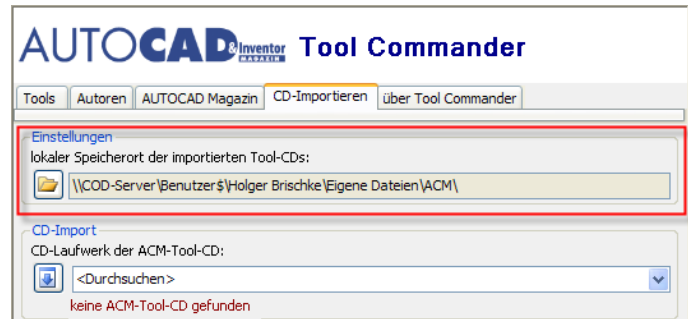 AUTOCAD & Inventor MAGAZIN Tool Commander
Tools Autoren AUTOCAD Magazin CD-Importieren über Tool Commander
Einstellungen
lokaler Speicherort der importierten Tool-CDs:
\\COD-Server\Benutzer$\Holger Brischke\Eigene Dateien\ACM\
CD-Import
CD-Laufwerk der ACM-Tool-CD:
<Durchsuchen>
keine ACM-Tool-CD gefunden